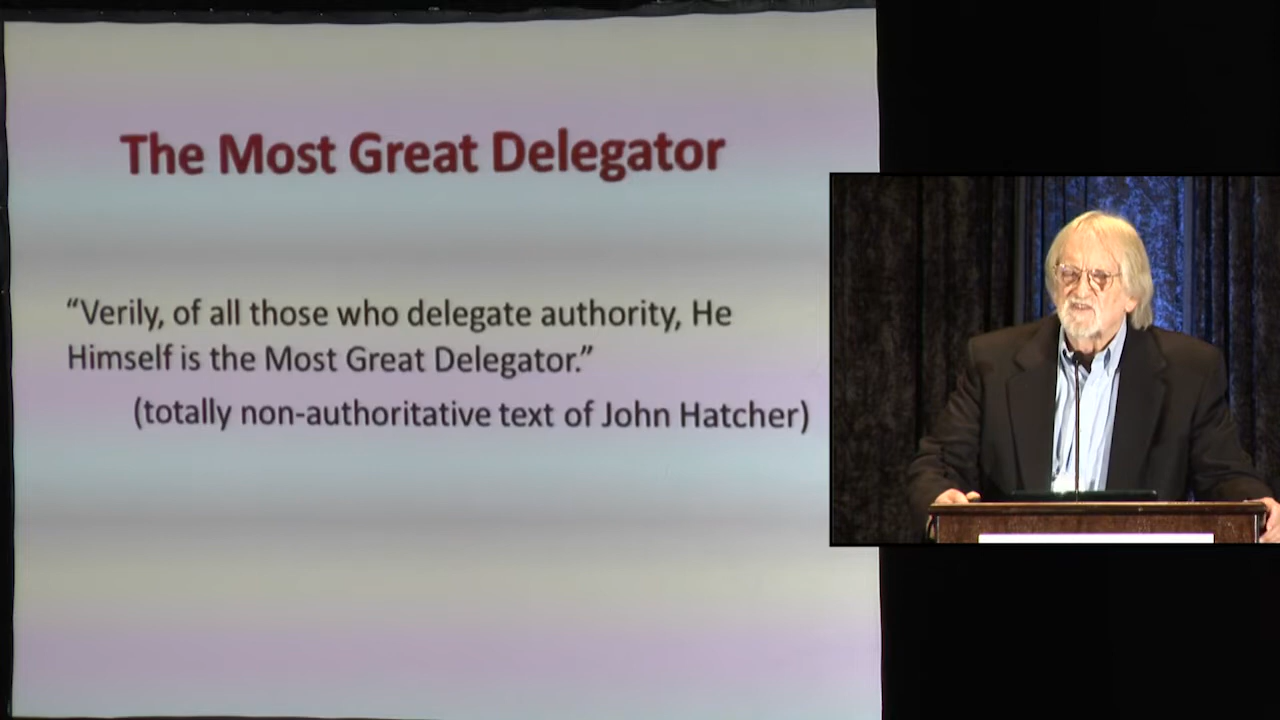 The Most Great Delegator
“Verily, of all those who delegate authority, He
Himself is the Most Great Delegator.”
(totally non-authoritative text of John Hatcher)